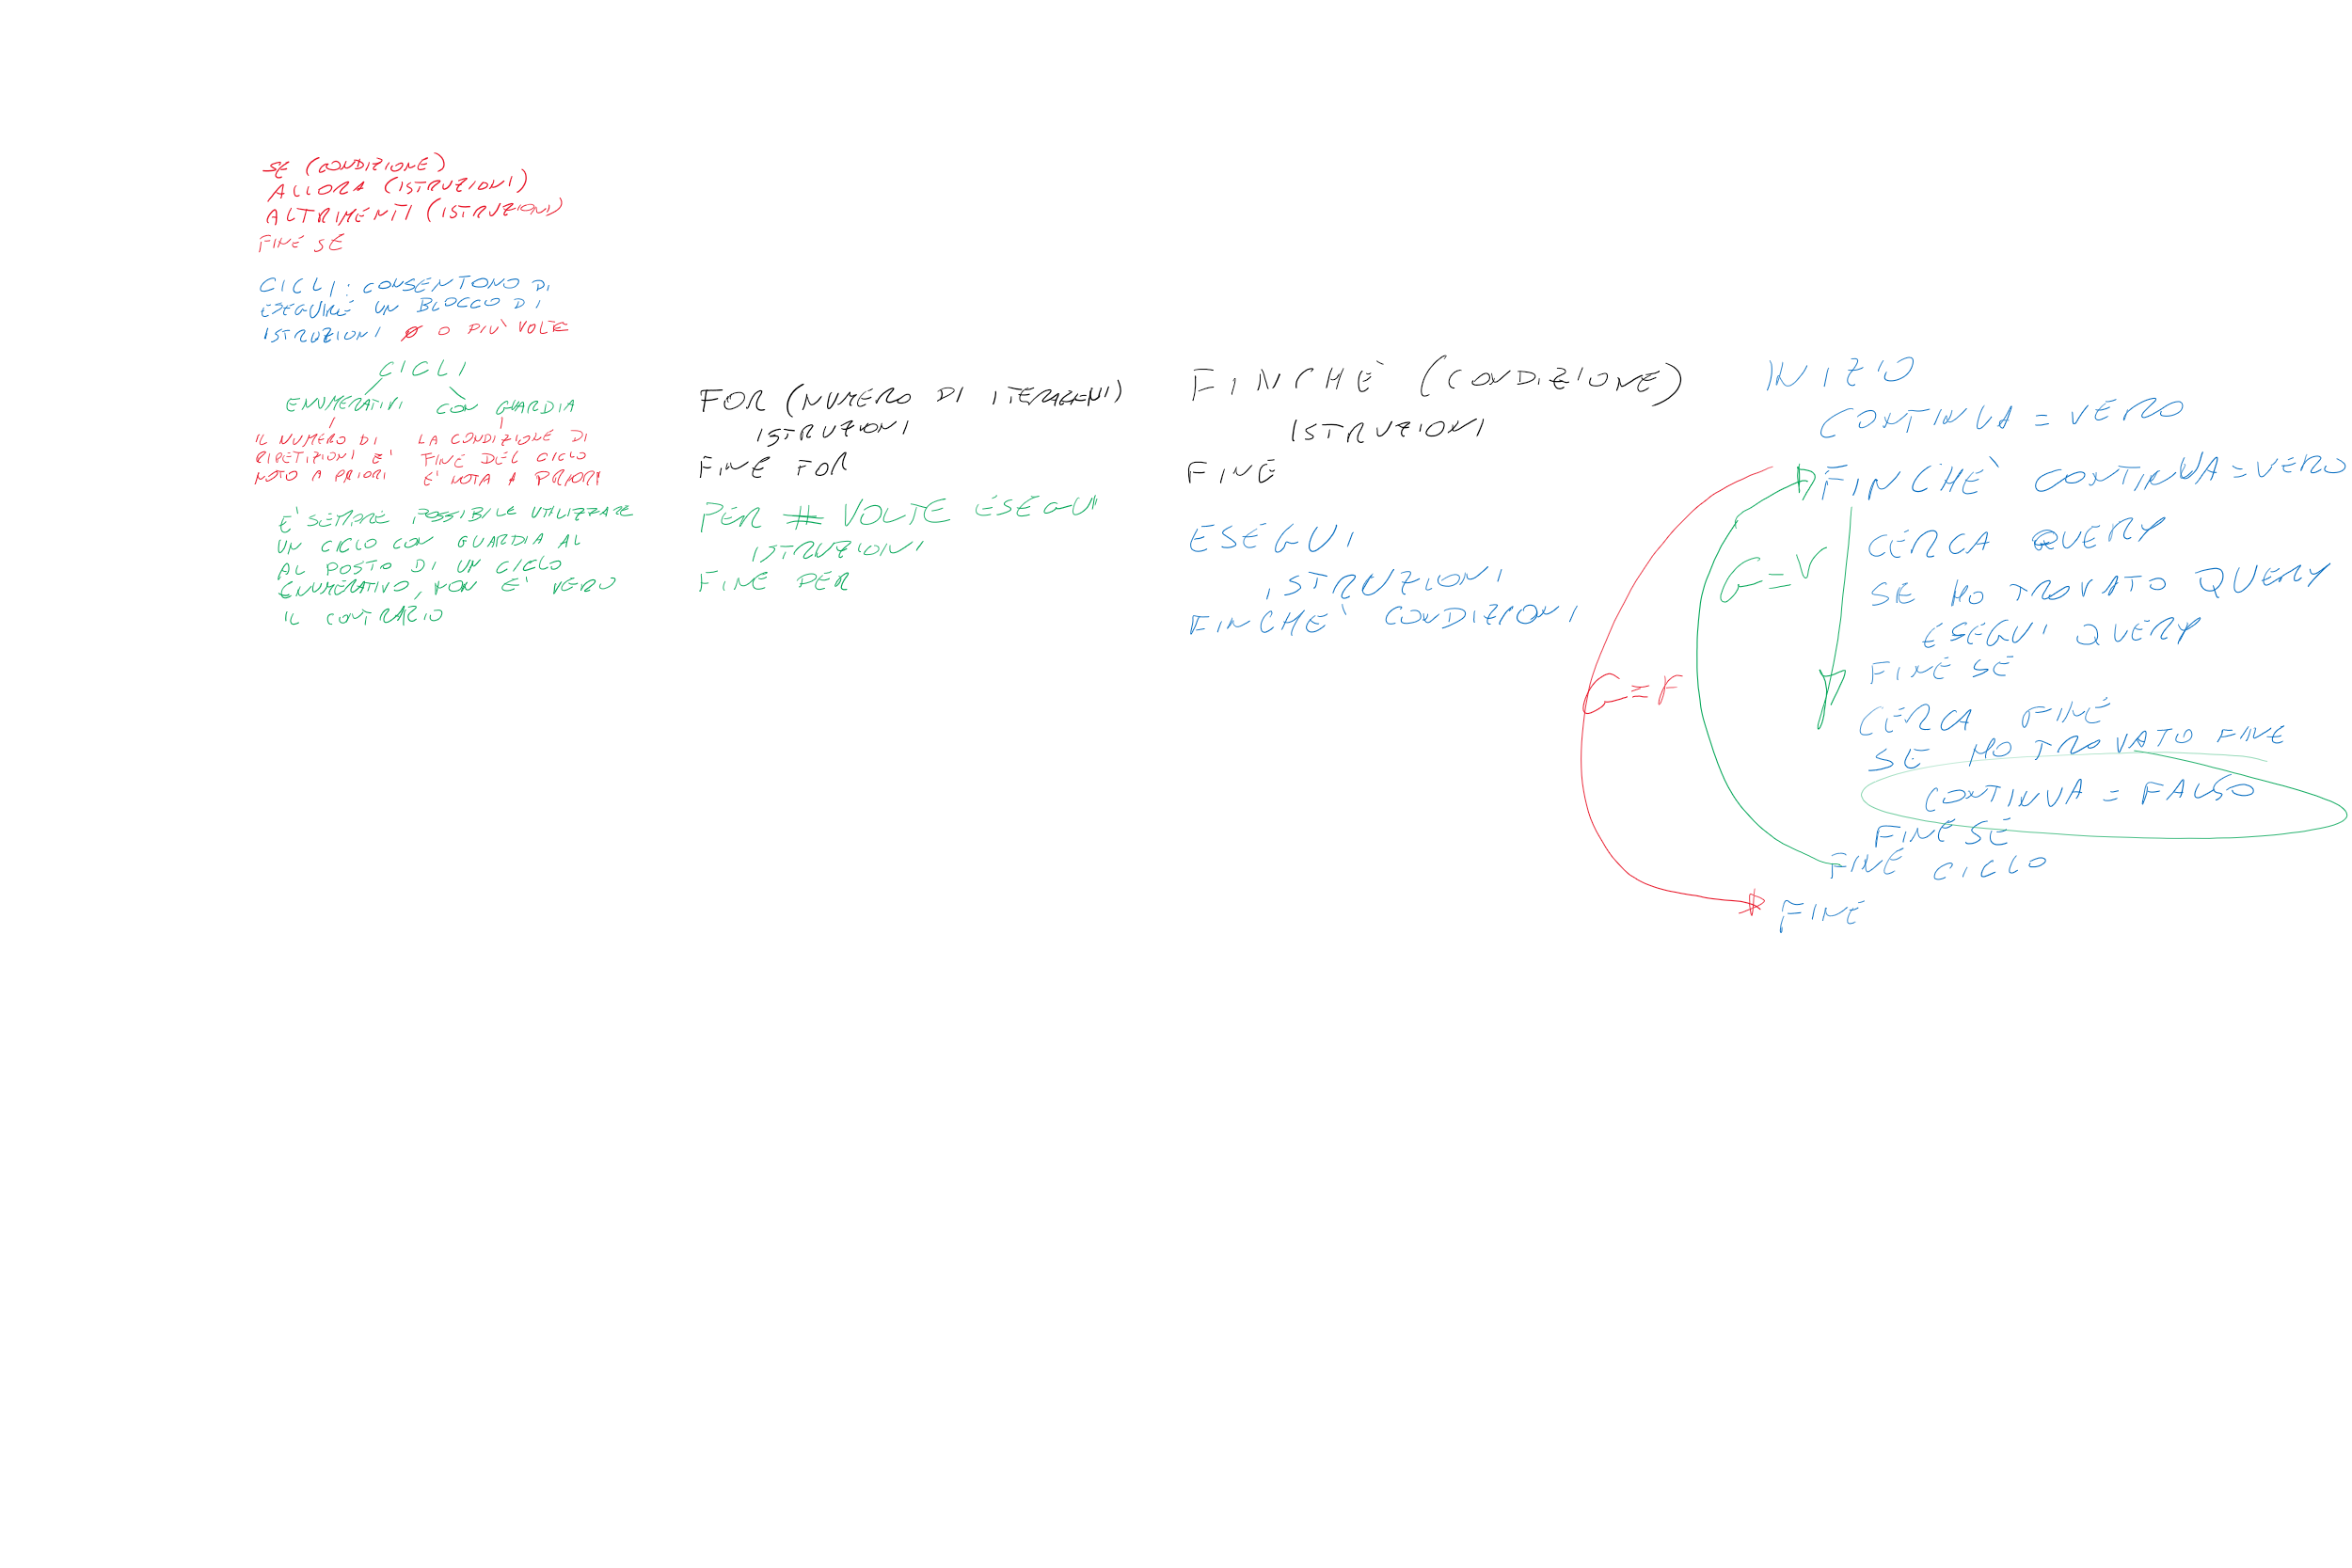 SE (CONDIZIONE)
ALLORA (ISTRUZIONI)
ALTRIMENTI (ISTRUZIONI)
FINE SE
CICLI: CONSENTONO DI
ESEGUIRE UN BLOCCO DI
ISTRUZIONI 0 O PIU' VOLTE
CICLI
ENUMERATIVI CON GUARDIA
IL NUMERO DI
RIPETIZIONI E'
NOTO A PRIORI
LA CONDIZIONE DI
FINE DEL CICLO
E' NOTA A PRIORI
E' SEMPRE POSSIBILE UTILIZZARE
UN CICLO CON GUARDIA AL
AL POSTO DI UN CICLO
ENUMERATIVO, NON E' VERO
IL CONTRARIO
FOR (NUMERO DI ITERAZIONI)
ISTRUZIONI
FINE FOR
PER # VOLTE ESEGUI
ISTRUZIONI
FINE PER
FINCHE' (CONDIZIONE)
ISTRUZIONI
FINE
ESEGUI
ISTRUZIONI
FINCHE' CONDIZIONI
INIZIO
CONTINUA = VERO
FINCHE' CONTINUA = VERO
CERCA QUERY
SE HO TROVATO QUERY
ESEGUI QUERY
FINE SE
CERCA FINE
SE HO TROVATO FINE
CONTINUA = FALSO
FINE SE
FINE CICLO
FINE
C=V
C=F